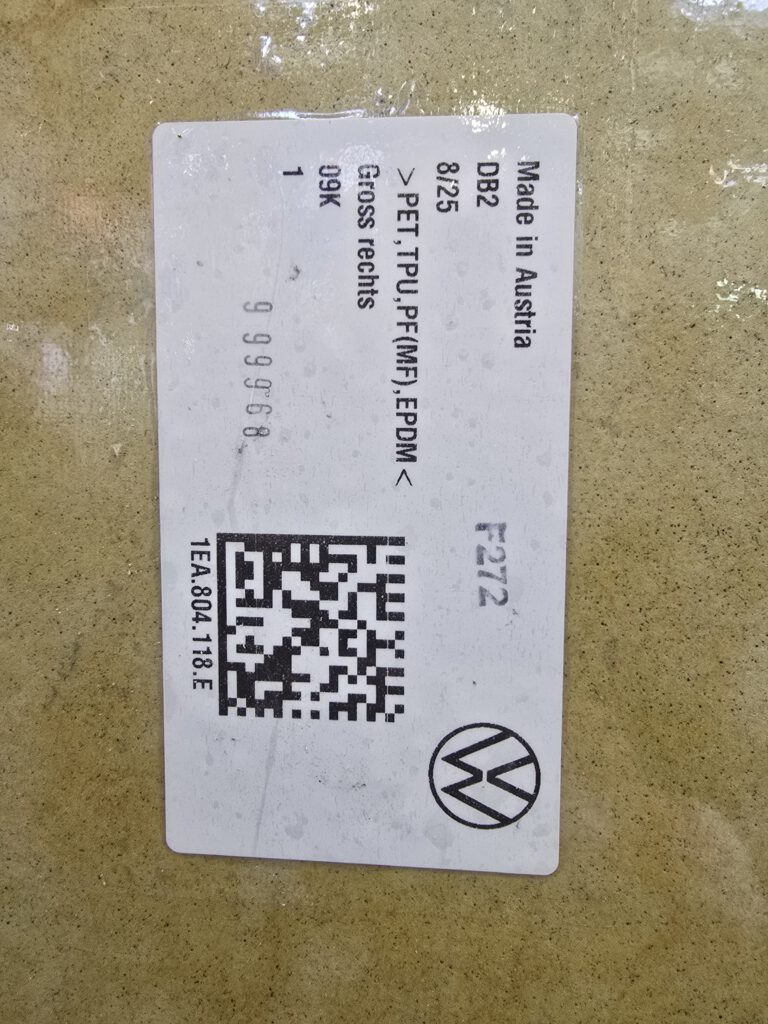 Made in Austria
DB2
F272
8/25
>PET,TPU,PF(MF),EPDM<
Gross rechts
09K
1
9 999968
1EA.804.118.E